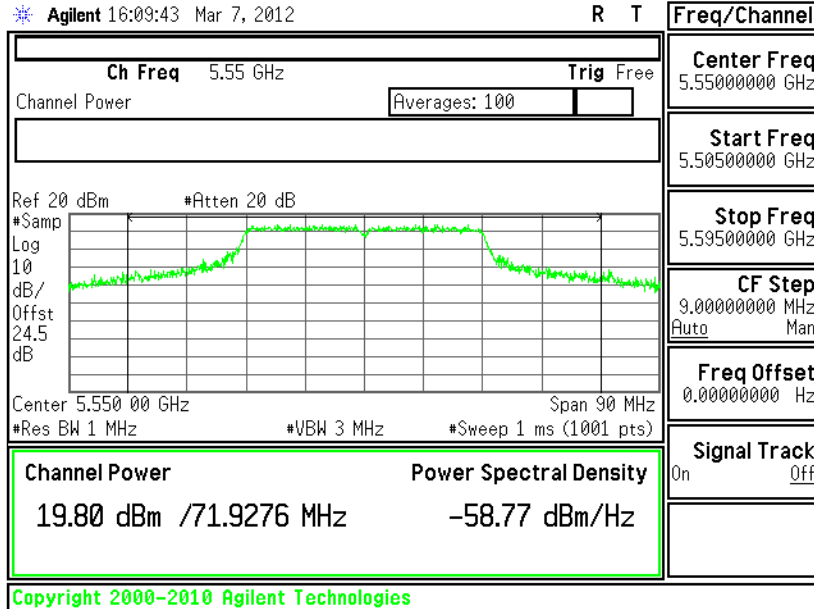 Agilent 16:09:43 Mar 7, 2012 R T
Ch Freq 5.55 GHz Trig Free
Channel Power Averages: 100
Ref 20 dBm #Atten 20 dB
#Samp
Log
10
dB/
Offst
24.5
dB
Center 5.550 00 GHz Span 90 MHz
#Res BW 1 MHz #VBW 3 MHz #Sweep 1 ms (1001 pts)
Channel Power Power Spectral Density
19.80 dBm /71.9276 MHz -58.77 dBm/Hz
Copyright 2000-2010 Agilent Technologies
Freq/Channel
Center Freq
5.55000000 GHz
Start Freq
5.50500000 GHz
Stop Freq
5.59500000 GHz
CF Step
9.00000000 MHz
Auto Man
Freq Offset
0.00000000 Hz
Signal Track
On Off